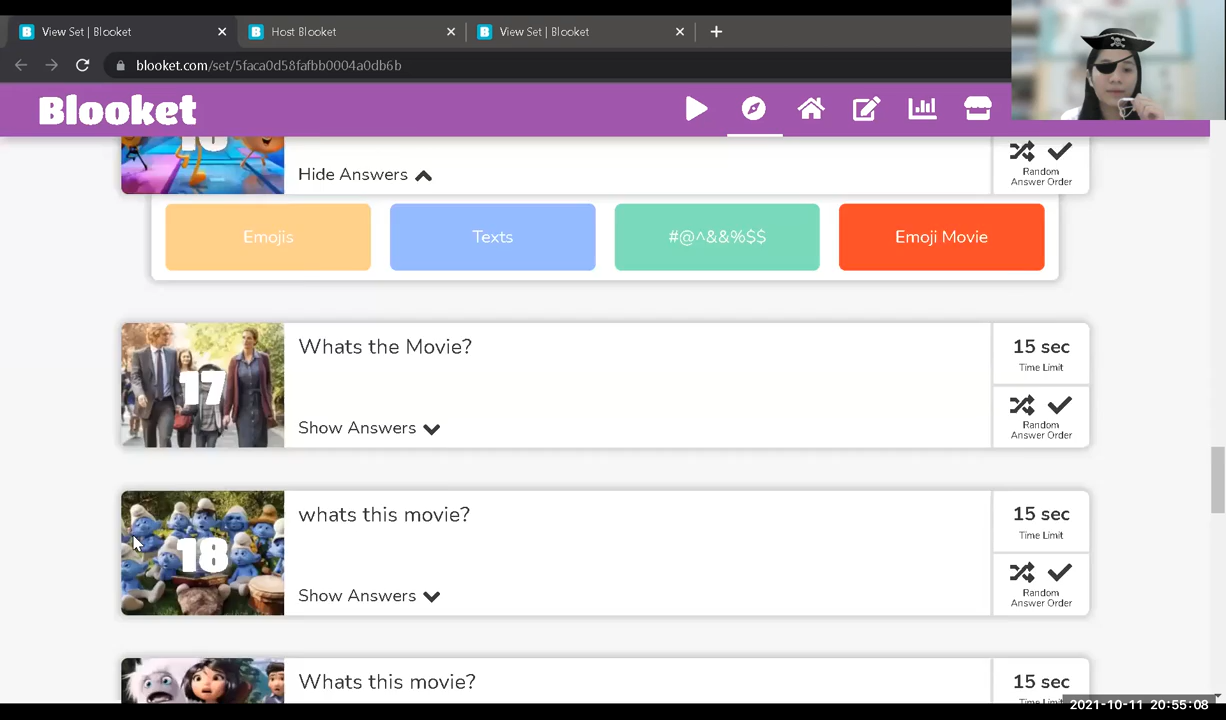 View Set | Blooket
Host Blooket
View Set | Blooket
blooket.com/set/5faca0d58fafbb0004a0db6b
Blooket
16
Hide Answers
Random
Answer Order
Emojis
Texts
#@^&&%$$
Emoji Movie
17
Whats the Movie?
Show Answers
15 sec
Time Limit
Random
Answer Order
18
whats this movie?
Show Answers
15 sec
Time Limit
Random
Answer Order
Whats this movie?
15 sec
Time Limit
2021-10-11 20:55:08